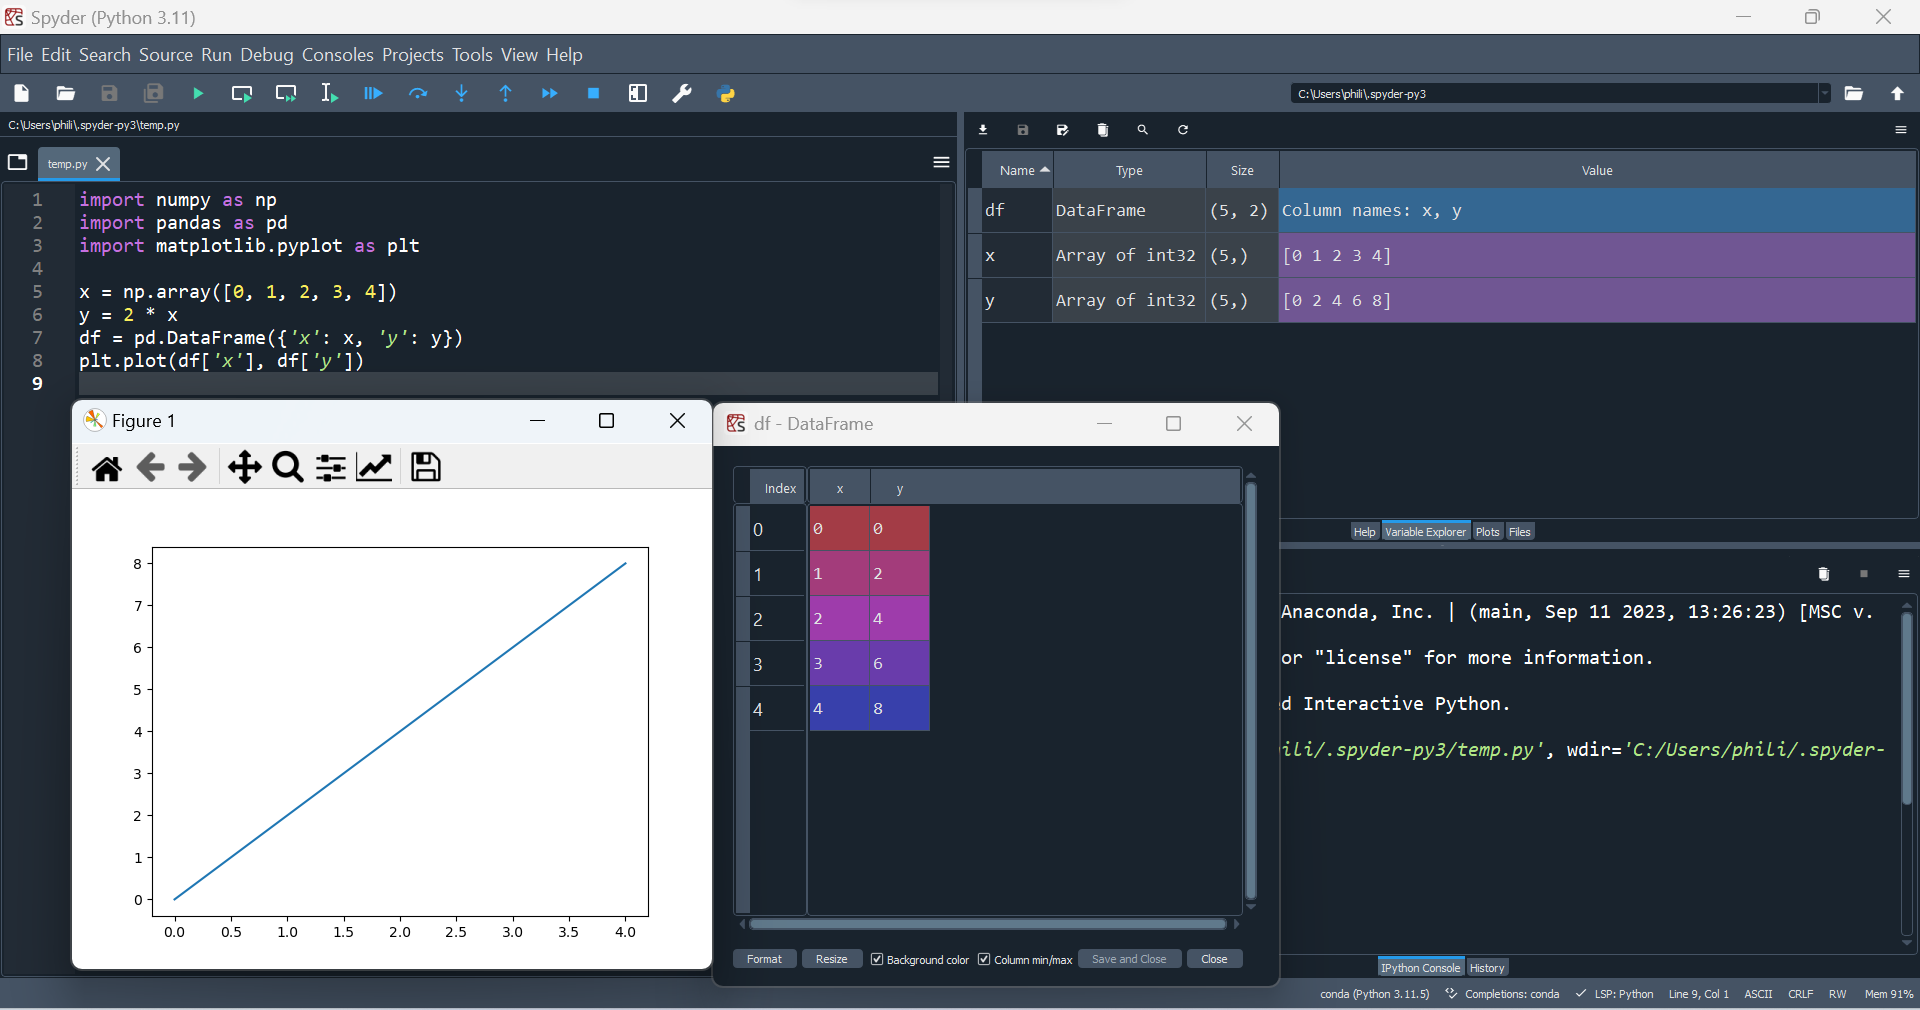 Spyder (Python 3.11)
File Edit Search Source Run Debug Consoles Projects Tools View Help
C:\Users\phili\.spyder-py3
C:\Users\phili\.spyder-py3\temp.py
temp.py
1 import numpy as np
2 import pandas as pd
3 import matplotlib.pyplot as plt
4
5 x = np.array([0, 1, 2, 3, 4])
6 y = 2 * x
7 df = pd.DataFrame({'x': x, 'y': y})
8 plt.plot(df['x'], df['y'])
9
Name Type Size Value
df DataFrame (5, 2) Column names: x, y
x Array of int32 (5,) [0 1 2 3 4]
y Array of int32 (5,) [0 2 4 6 8]
Help Variable Explorer Plots Files
Figure 1
8
7
6
5
4
3
2
1
0
0.0 0.5 1.0 1.5 2.0 2.5 3.0 3.5 4.0
df - DataFrame
Index x y
0 0 0
1 1 2
2 2 4
3 3 6
4 4 8
Format Resize Background color Column min/max Save and Close Close
Anaconda, Inc. | (main, Sep 11 2023, 13:26:23) [MSC v.
or "license" for more information.
d Interactive Python.
ili/.spyder-py3/temp.py', wdir='C:/Users/phili/.spyder-
IPython Console History
conda (Python 3.11.5) Completions: conda LSP: Python Line 9, Col 1 ASCII CRLF RW Mem 91%